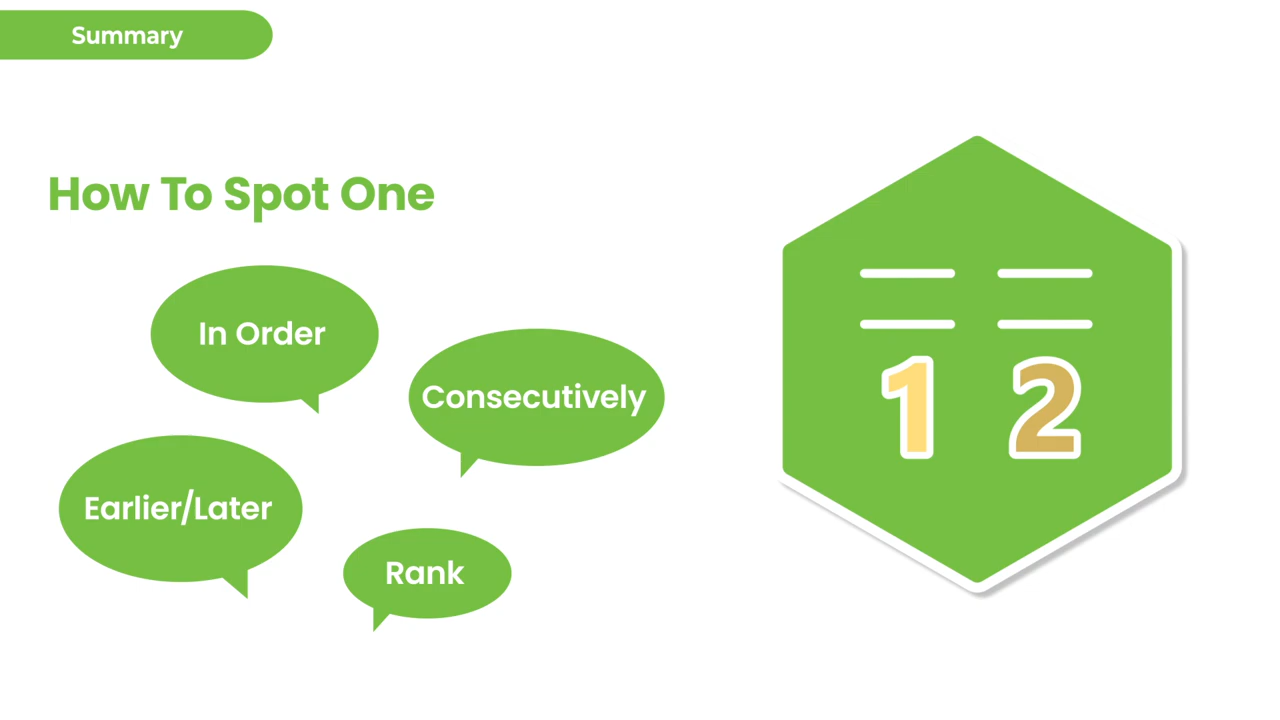 Summary
How To Spot One
In Order
Consecutively
Earlier/Later
Rank
1 2